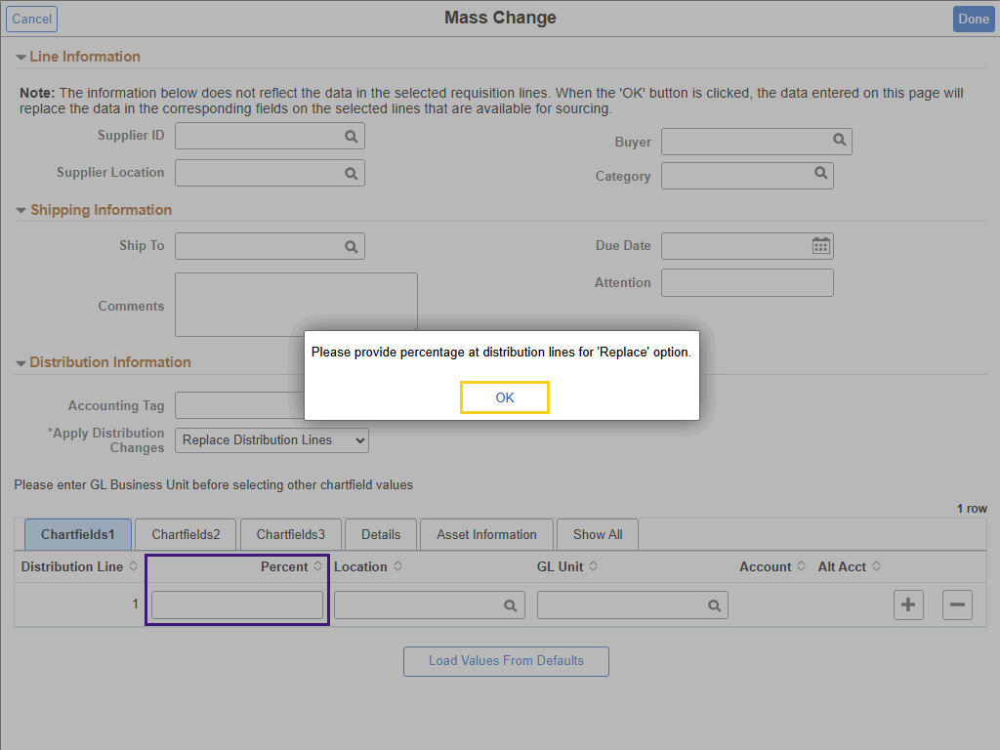 Cancel
Mass Change
Done
Line Information
Note: The information below does not reflect the data in the selected requisition lines. When the 'OK' button is clicked, the data entered on this page will
replace the data in the corresponding fields on the selected lines that are available for sourcing.
Supplier ID
Buyer
Supplier Location
Category
Shipping Information
Ship To
Due Date
Attention
Comments
Please provide percentage at distribution lines for 'Replace' option.
OK
Distribution Information
Accounting Tag
*Apply Distribution
Changes
Replace Distribution Lines
Please enter GL Business Unit before selecting other chartfield values
1 row
Chartfields1
Chartfields2
Chartfields3
Details
Asset Information
Show All
Distribution Line
Percent
Location
GL Unit
Account
Alt Acct
1
Load Values From Defaults